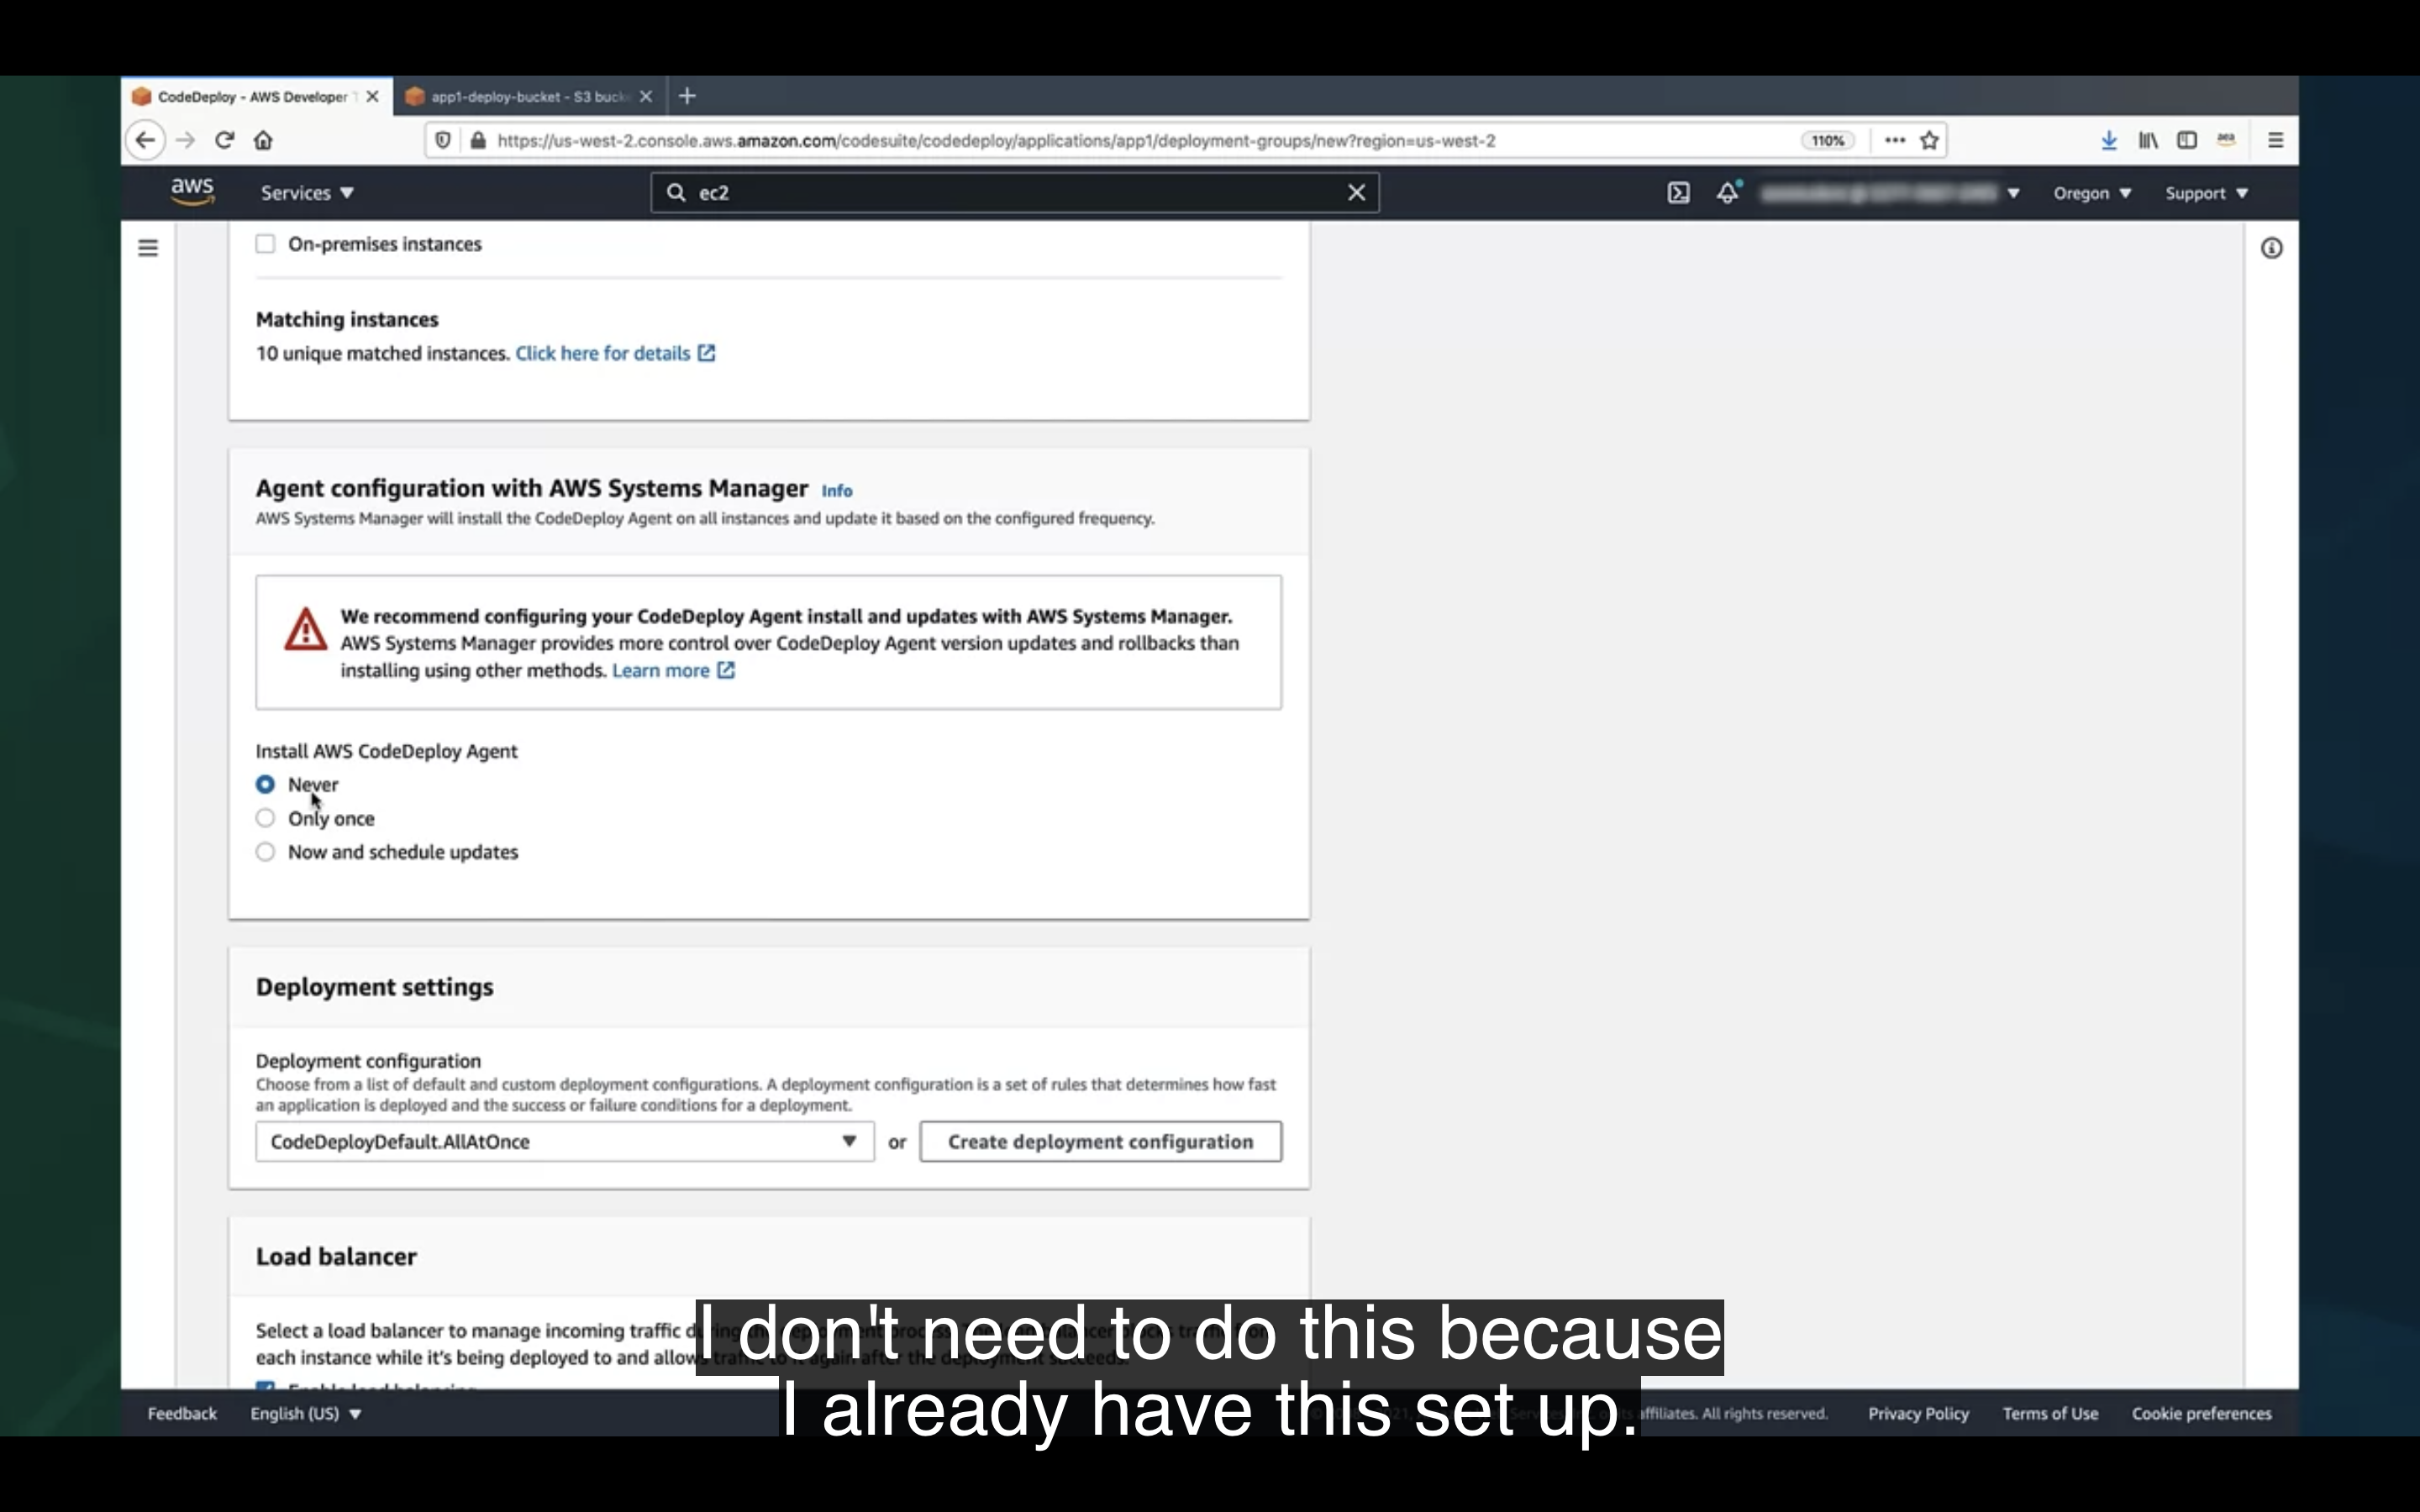 CodeDeploy - AWS Developer T
app1-deploy-bucket - S3 buck
https://us-west-2.console.aws.amazon.com/codesuite/codedeploy/applications/app1/deployment-groups/new?region=us-west-2
110%
aws
Services
ec2
Oregon
Support
On-premises instances
Matching instances
10 unique matched instances. Click here for details
Agent configuration with AWS Systems Manager Info
AWS Systems Manager will install the CodeDeploy Agent on all instances and update it based on the configured frequency.
We recommend configuring your CodeDeploy Agent install and updates with AWS Systems Manager.
AWS Systems Manager provides more control over CodeDeploy Agent version updates and rollbacks than
installing using other methods. Learn more
Install AWS CodeDeploy Agent
Never
Only once
Now and schedule updates
Deployment settings
Deployment configuration
Choose from a list of default and custom deployment configurations. A deployment configuration is a set of rules that determines how fast
an application is deployed and the success or failure conditions for a deployment.
CodeDeployDefault.AllAtOnce
or
Create deployment configuration
Load balancer
Select a load balancer to manage incoming traffic
each instance while it's being deployed to and allows
I don't need to do this because
I already have this set up.
Feedback
English (US)
affiliates. All rights reserved.
Privacy Policy
Terms of Use
Cookie preferences